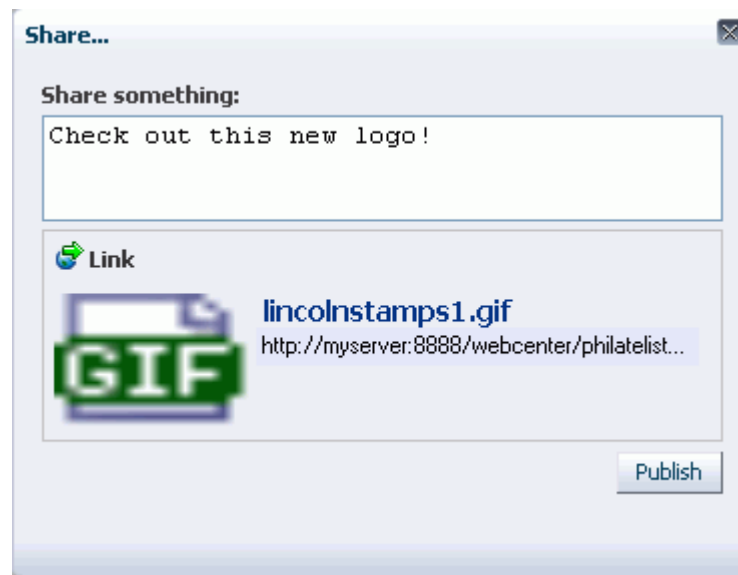 Share...
Share something:
Check out this new logo!
Link
GIF
lincolnstamps1.gif
http://myserver:8888/webcenter/philatelist...
Publish